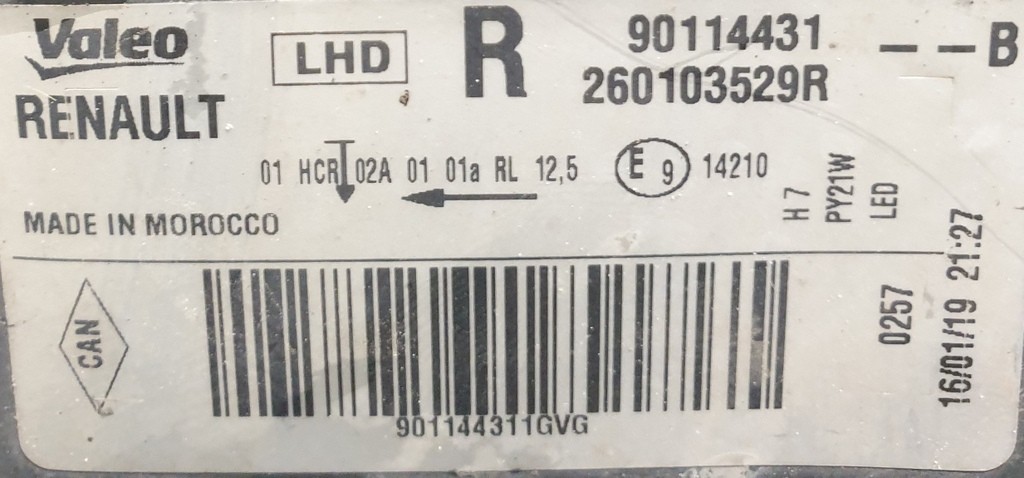 Valeo
LHD
R
90114431
260103529R
– – B
RENAULT
01 HCR 02A 01 01a RL 12,5 E 9 14210
H7
PY21W
LED
MADE IN MOROCCO
CAN
901144311GVG
0257
16/01/19 21:27